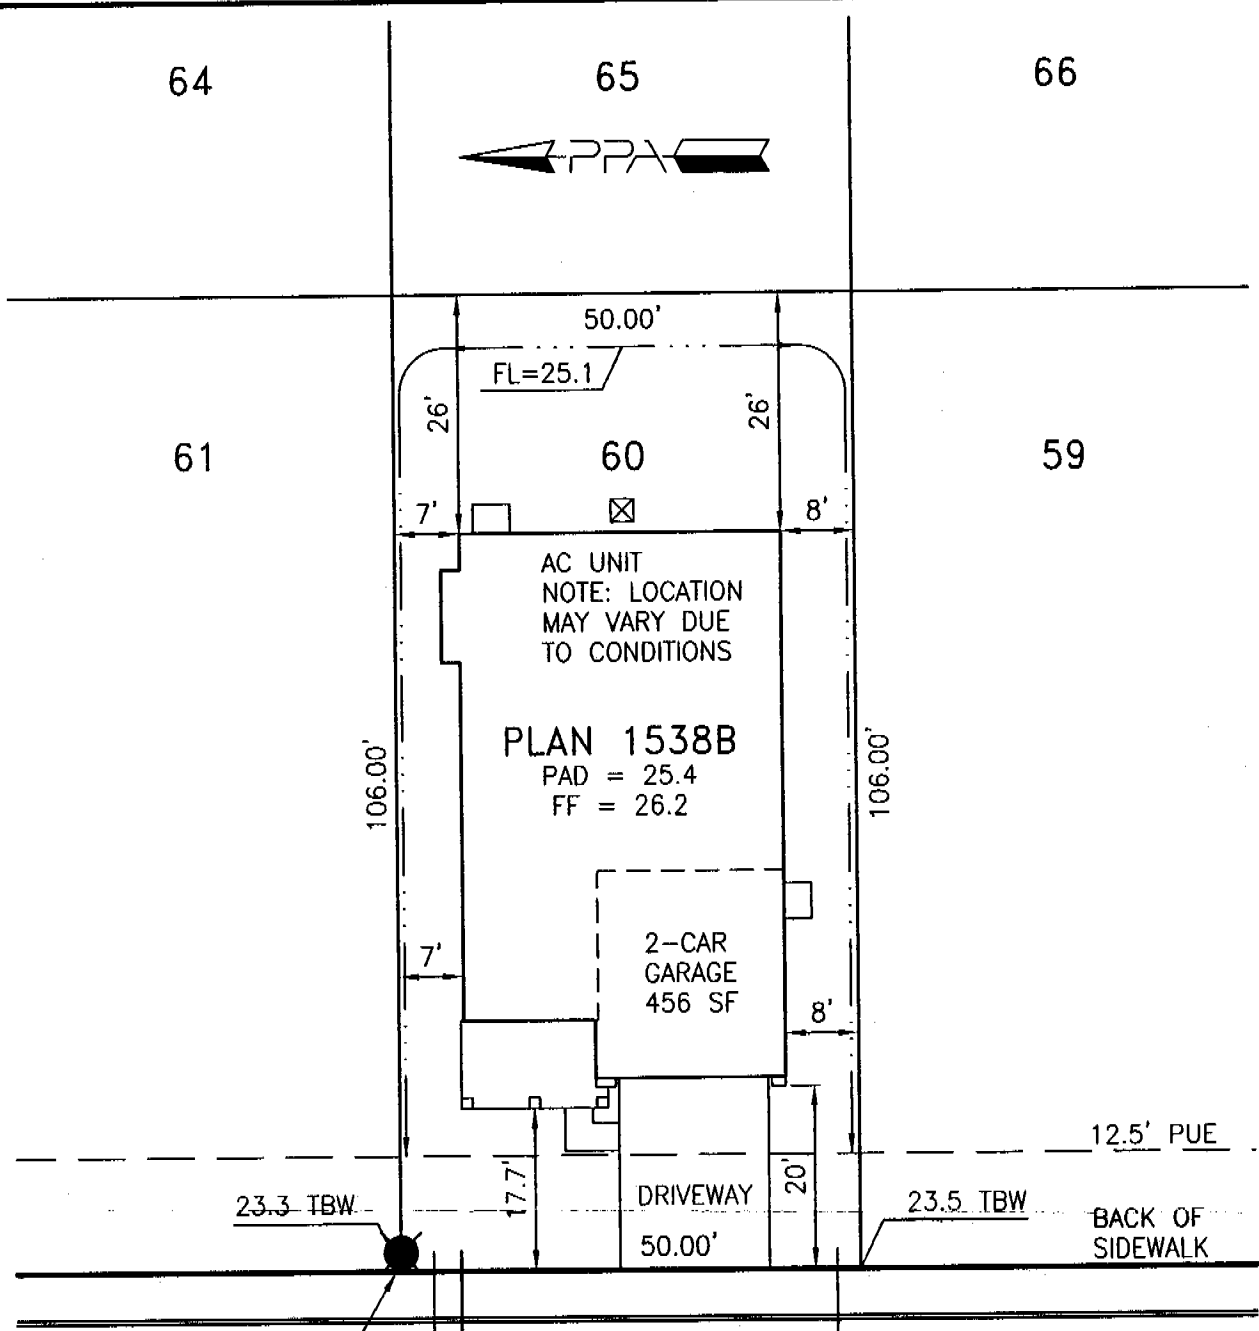 64
65
66
PPA
50.00'
FL=25.1
26'
26'
61
60
59
7'
8'
AC UNIT
NOTE: LOCATION
MAY VARY DUE
TO CONDITIONS
PLAN 1538B
PAD = 25.4
FF = 26.2
106.00'
106.00'
2-CAR
GARAGE
456 SF
7'
8'
12.5' PUE
17.7'
DRIVEWAY
20'
23.3 TBW
23.5 TBW
BACK OF
SIDEWALK
50.00'